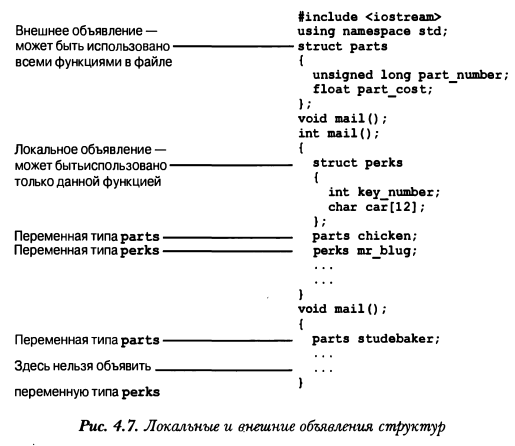 #include <iostream>
Внешнее объявление — using namespace std;
может быть использовано struct parts
всеми функциями в файле {
unsigned long part_number;
float part_cost;
};
void mail();
int mail();
Локальное объявление — {
может бытьиспользовано struct perks
только данной функцией {
int key_number;
char car[12];
};
Переменная типа parts parts chicken;
Переменная типа perks perks mr_blug;
...
...
}
void mail();
{
Переменная типа parts parts studebaker;
...
Здесь нельзя объявить ...
переменную типа perks }
Рис. 4.7. Локальные и внешние объявления структур